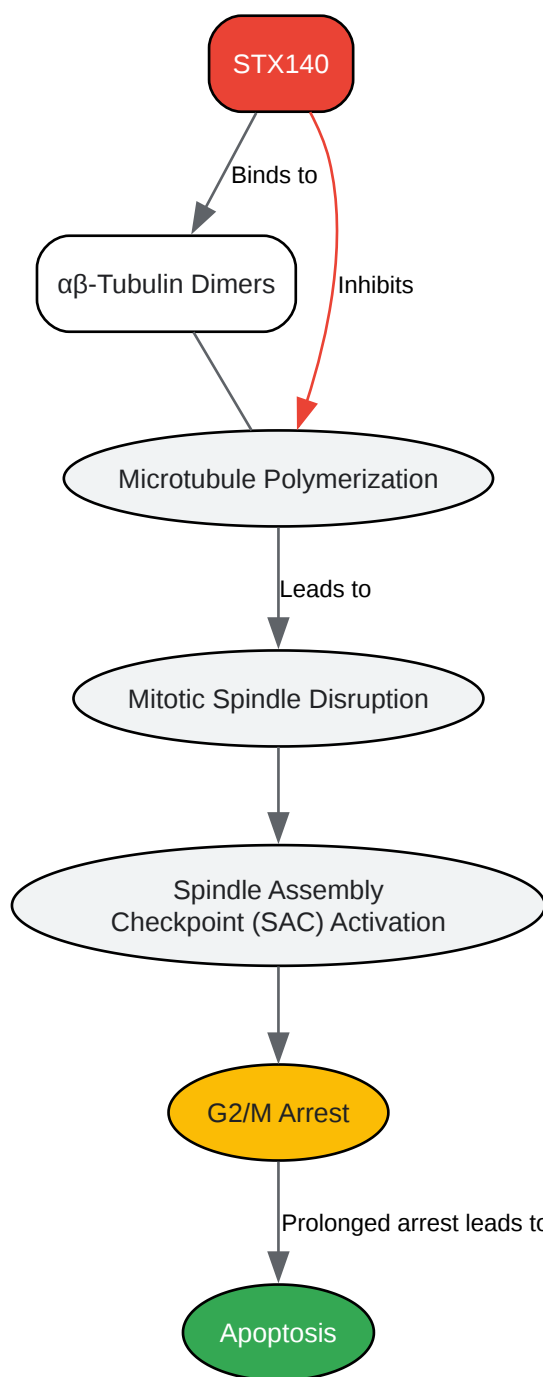 STX140
Binds to
αβ-Tubulin Dimers
Inhibits
Microtubule Polymerization
Leads to
Mitotic Spindle Disruption
Spindle Assembly
Checkpoint (SAC) Activation
G2/M Arrest
Prolonged arrest leads to
Apoptosis